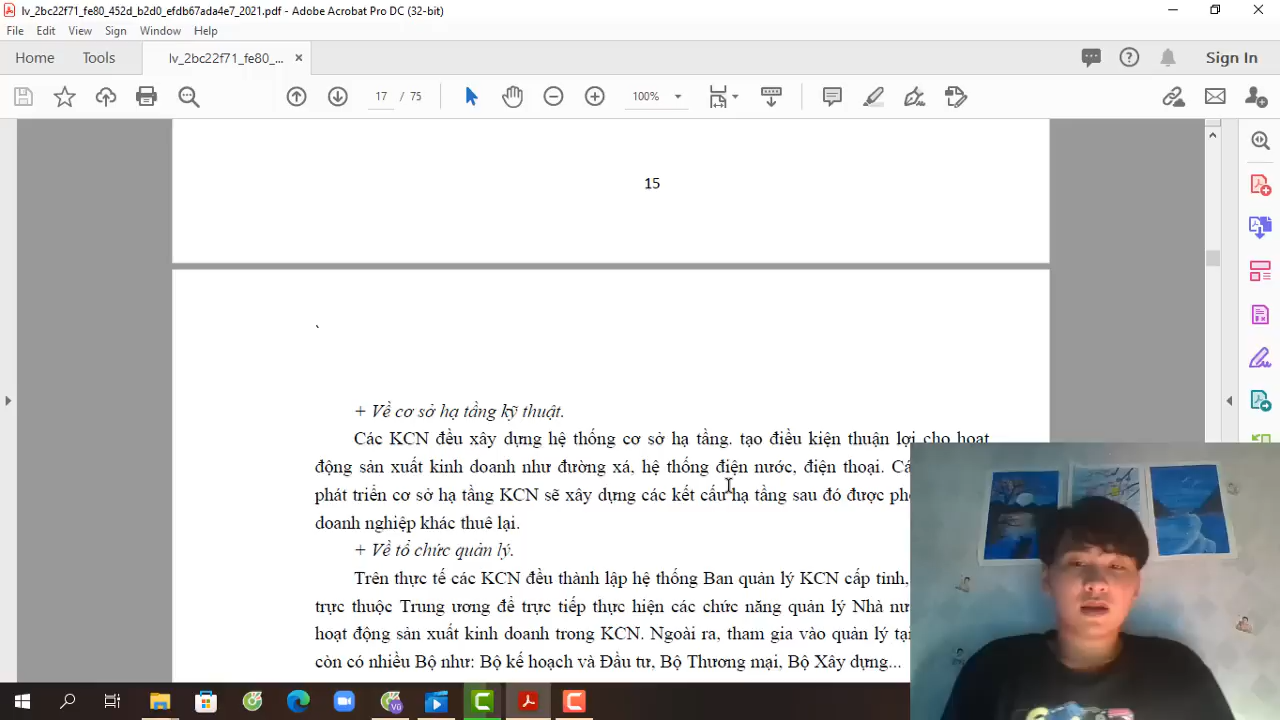 lv_2bc22f71_fe80_452d_b2d0_efdb67ada4e7_2021.pdf - Adobe Acrobat Pro DC (32-bit)
File Edit View Sign Window Help
Home Tools lv_2bc22f71_fe80_... Sign In
17 / 75 100%
15
+ Về cơ sở hạ tầng kỹ thuật.
Các KCN đều xây dựng hệ thống cơ sở hạ tầng. tạo điều kiện thuận lợi cho hoạt
động sản xuất kinh doanh như đường xá, hệ thống điện nước, điện thoại.
phát triển cơ sở hạ tầng KCN sẽ xây dựng các kết cấu hạ tầng sau đó được
doanh nghiệp khác thuê lại.
+ Về tổ chức quản lý.
Trên thực tế các KCN đều thành lập hệ thống Ban quản lý KCN cấp tỉnh,
trực thuộc Trung ương để trực tiếp thực hiện các chức năng quản lý Nhà
hoạt động sản xuất kinh doanh trong KCN. Ngoài ra, tham gia vào quản lý
còn có nhiều Bộ như: Bộ kế hoạch và Đầu tư, Bộ Thương mại, Bộ Xây dựng...